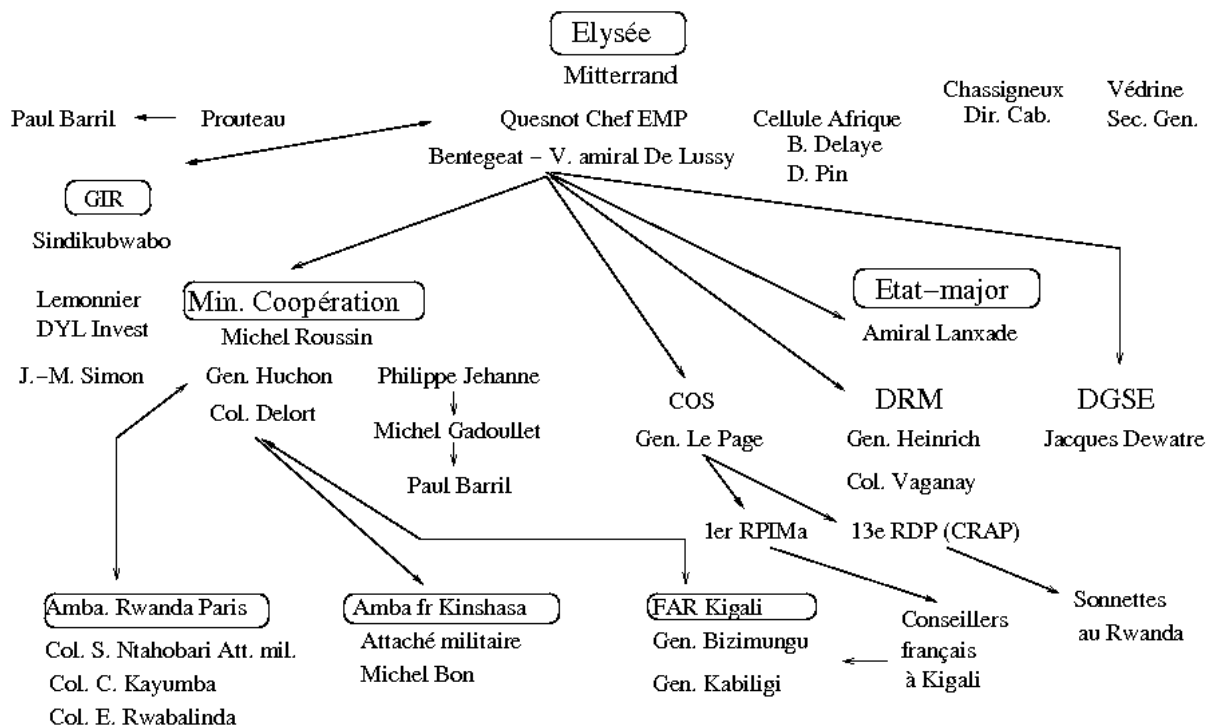 Elysée
Mitterrand
Paul Barril
Prouteau
Quesnot Chef EMP
Bentegeat – V. amiral De Lussy
Cellule Afrique
B. Delaye
D. Pin
Chassigneux
Dir. Cab.
Védrine
Sec. Gen.
GIR
Sindikubwabo
Lemonnier
DYL Invest
J.–M. Simon
Min. Coopération
Michel Roussin
Gen. Huchon
Col. Delort
Philippe Jehanne
Michel Gadoullet
Paul Barril
Etat–major
Amiral Lanxade
COS
Gen. Le Page
DRM
Gen. Heinrich
Col. Vaganay
DGSE
Jacques Dewatre
1er RPIMa
13e RDP (CRAP)
Amba. Rwanda Paris
Col. S. Ntahobari Att. mil.
Col. C. Kayumba
Col. E. Rwabalinda
Amba fr Kinshasa
Attaché militaire
Michel Bon
FAR Kigali
Gen. Bizimungu
Gen. Kabiligi
Conseillers
français
à Kigali
Sonnettes
au Rwanda